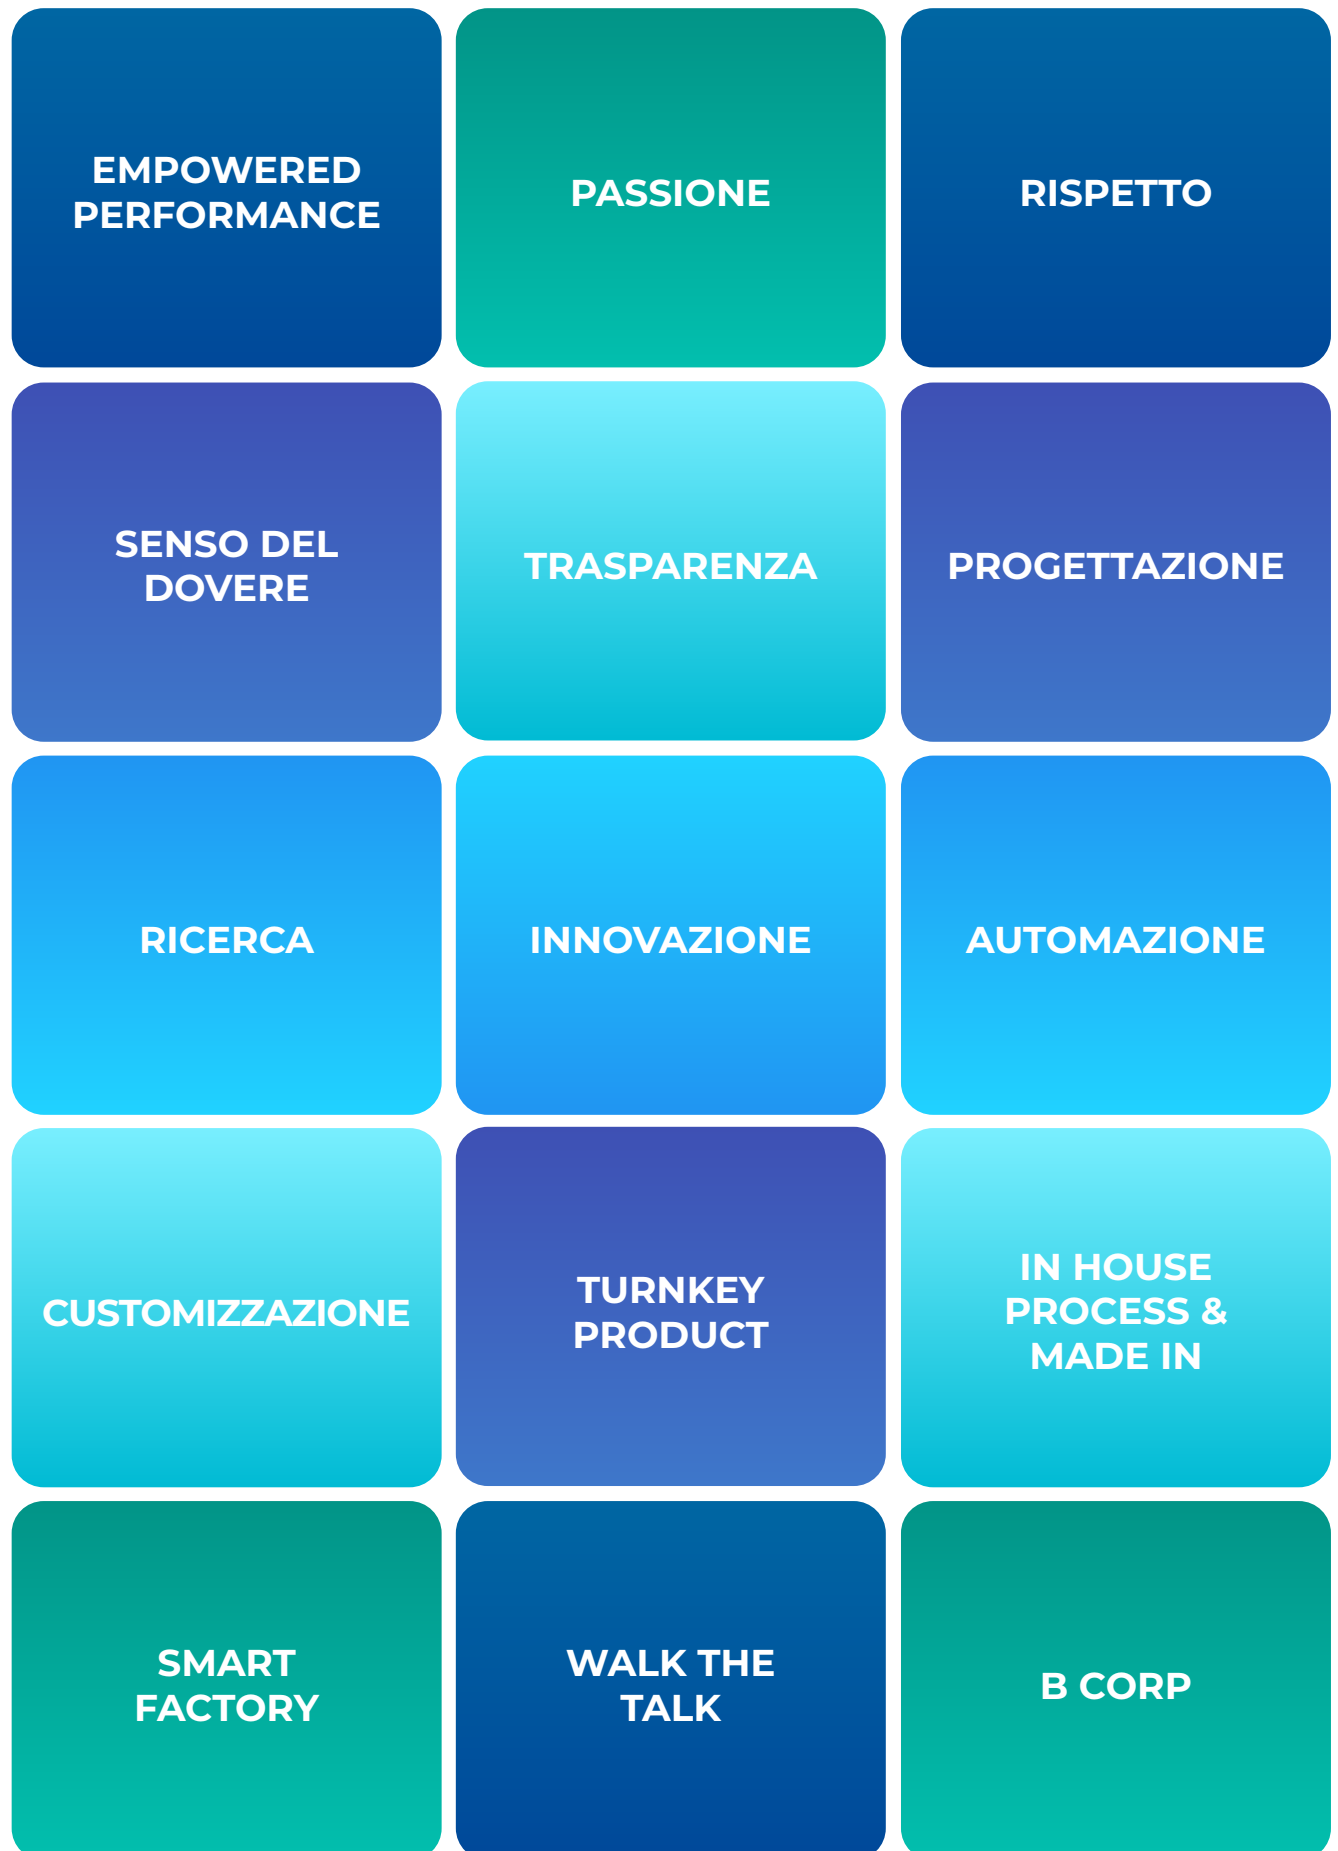 EMPOWERED
PERFORMANCE
PASSIONE
RISPETTO
SENSO DEL
DOVERE
TRASPARENZA
PROGETTAZIONE
RICERCA
INNOVAZIONE
AUTOMAZIONE
CUSTOMIZZAZIONE
TURNKEY
PRODUCT
IN HOUSE
PROCESS &
MADE IN
SMART
FACTORY
WALK THE
TALK
B CORP